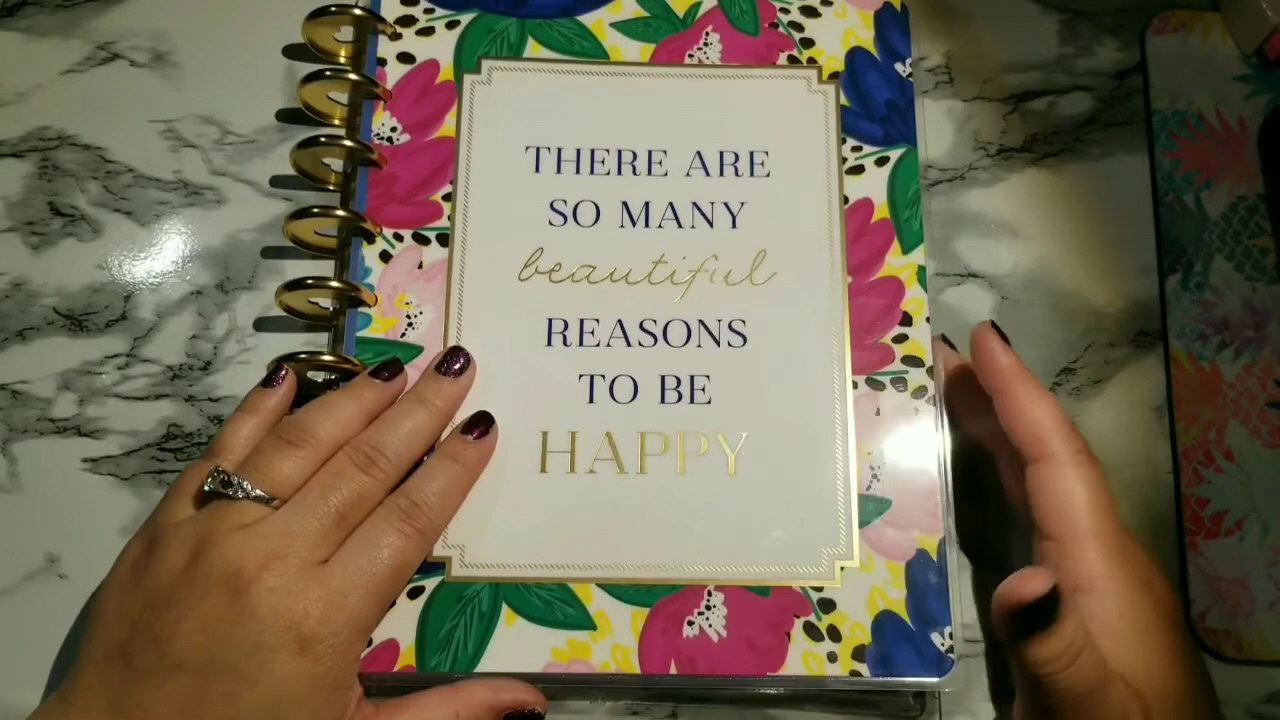 THERE ARE
SO MANY
beautiful
REASONS
TO BE
HAPPY